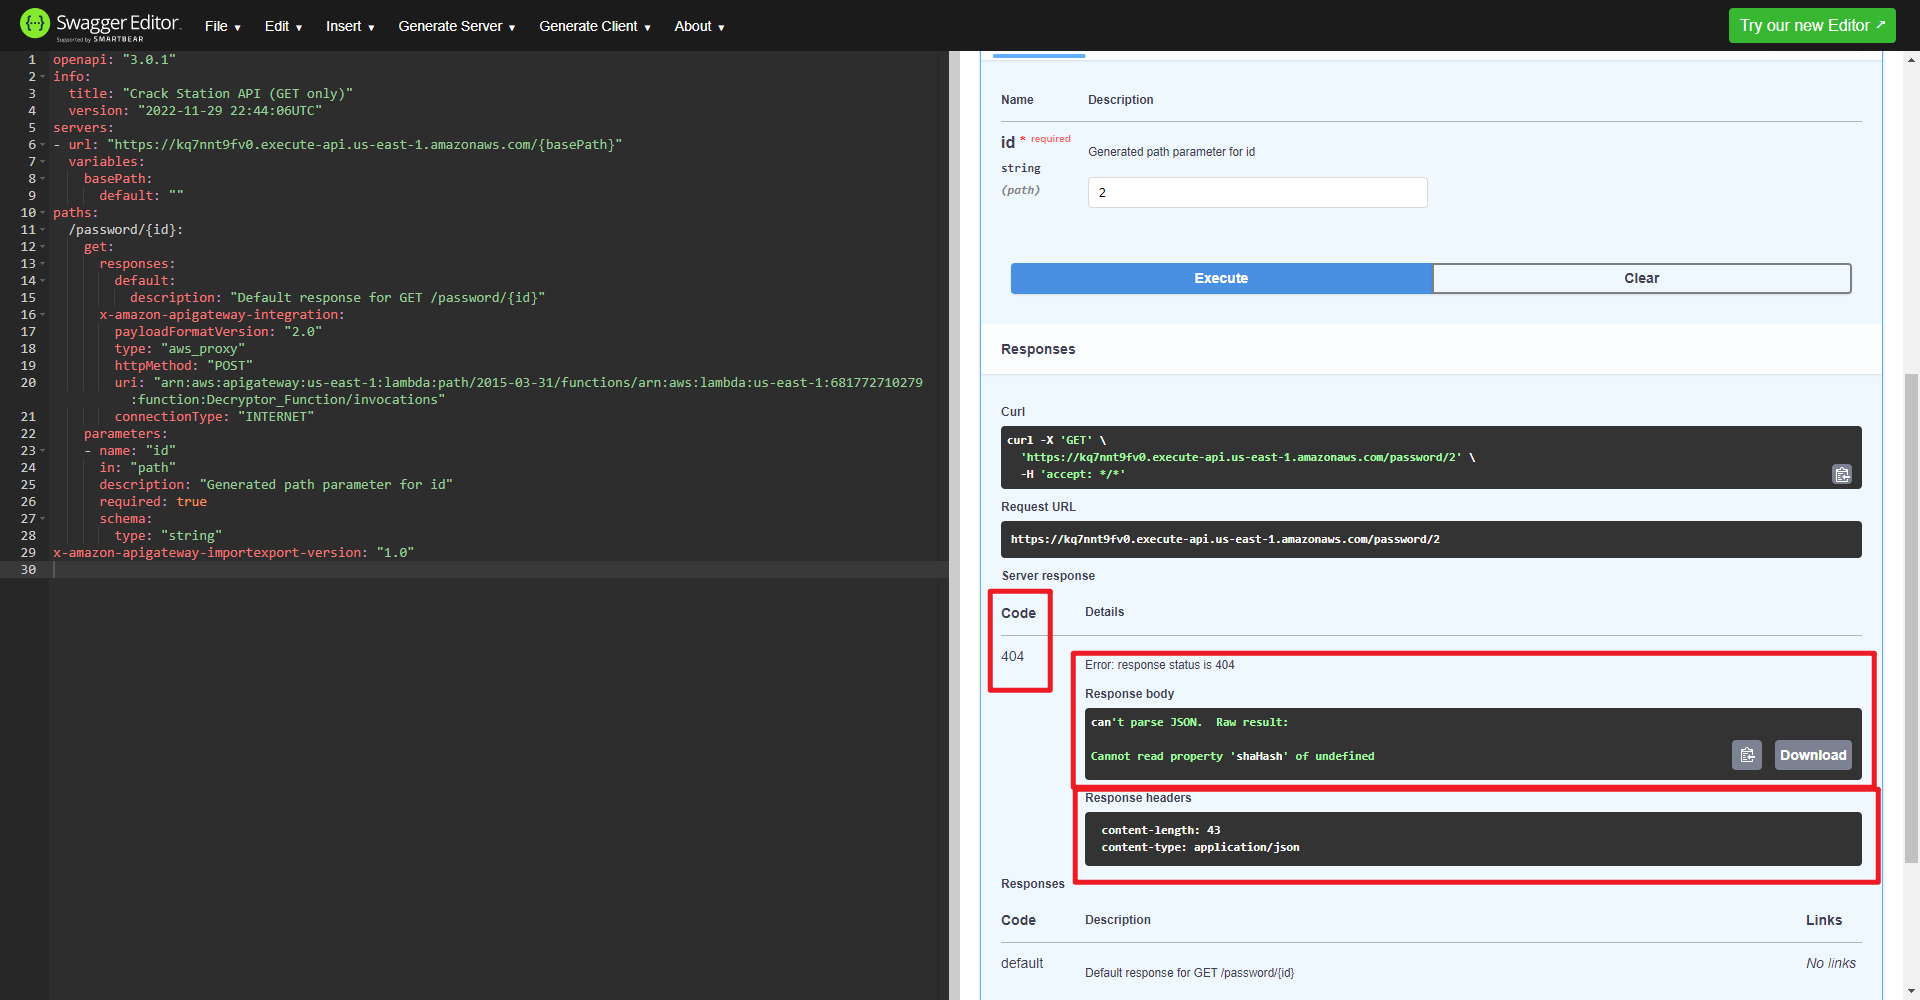 Swagger Editor.
Supported by SMARTBEAR
File Edit Insert Generate Server Generate Client About
Try our new Editor ↗
1 openapi: "3.0.1"
2 info:
3 title: "Crack Station API (GET only)"
4 version: "2022-11-29 22:44:06UTC"
5 servers:
6 - url: "https://kq7nnt9fv0.execute-api.us-east-1.amazonaws.com/{basePath}"
7 variables:
8 basePath:
9 default: ""
10 paths:
11 /password/{id}:
12 get:
13 responses:
14 default:
15 description: "Default response for GET /password/{id}"
16 x-amazon-apigateway-integration:
17 payloadFormatVersion: "2.0"
18 type: "aws_proxy"
19 httpMethod: "POST"
20 uri: "arn:aws:apigateway:us-east-1:lambda:path/2015-03-31/functions/arn:aws:lambda:us-east-1:681772710279
:function:Decryptor_Function/invocations"
21 connectionType: "INTERNET"
22 parameters:
23 - name: "id"
24 in: "path"
25 description: "Generated path parameter for id"
26 required: true
27 schema:
28 type: "string"
29 x-amazon-apigateway-importexport-version: "1.0"
30
Name Description
id * required
Generated path parameter for id
string
(path)
2
Execute Clear
Responses
Curl
curl -X 'GET' \
'https://kq7nnt9fv0.execute-api.us-east-1.amazonaws.com/password/2' \
-H 'accept: */*'
Request URL
https://kq7nnt9fv0.execute-api.us-east-1.amazonaws.com/password/2
Server response
Code Details
404
Error: response status is 404
Response body
can't parse JSON. Raw result:
Cannot read property 'shaHash' of undefined
Download
Response headers
content-length: 43
content-type: application/json
Responses
Code Description Links
default
Default response for GET /password/{id}
No links